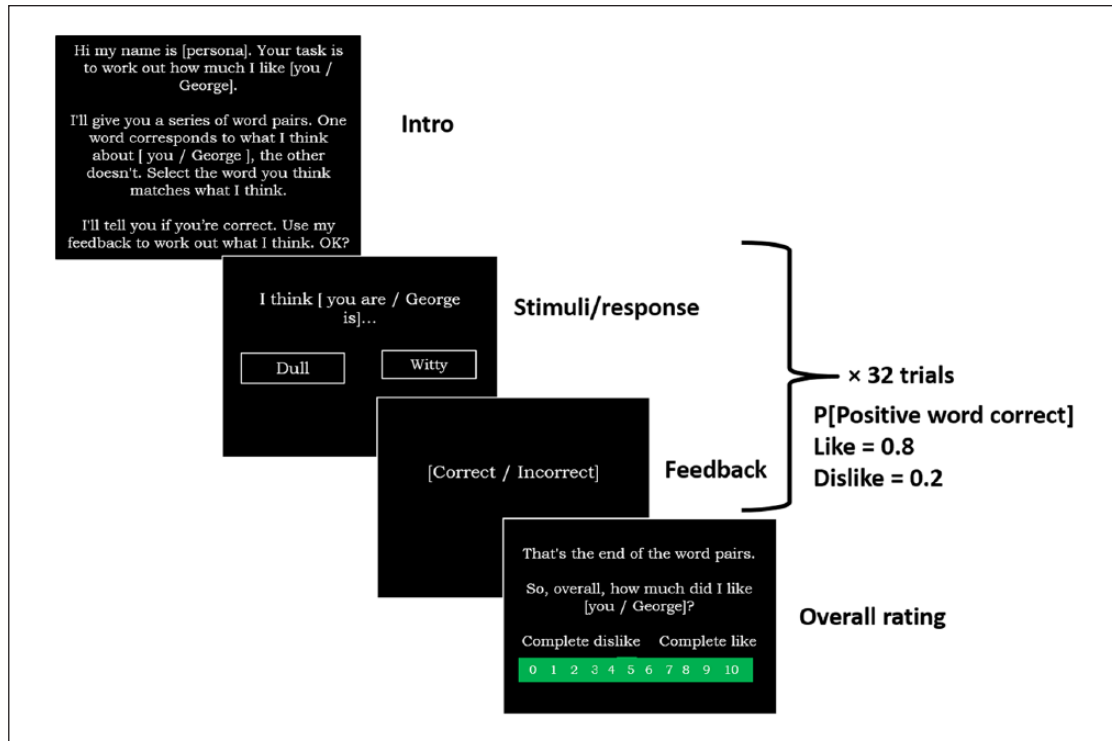 Hi my name is [persona]. Your task is
to work out how much I like [you /
George].
I'll give you a series of word pairs. One
word corresponds to what I think
about [ you / George ], the other
doesn't. Select the word you think
matches what I think.
I'll tell you if you're correct. Use my
feedback to work out what I think. OK?
Intro
I think [ you are / George
is]...
Dull
Witty
Stimuli/response
[Correct / Incorrect]
Feedback
× 32 trials
P[Positive word correct]
Like = 0.8
Dislike = 0.2
That's the end of the word pairs.
So, overall, how much did I like
[you / George]?
Complete dislike Complete like
0 1 2 3 4 5 6 7 8 9 10
Overall rating